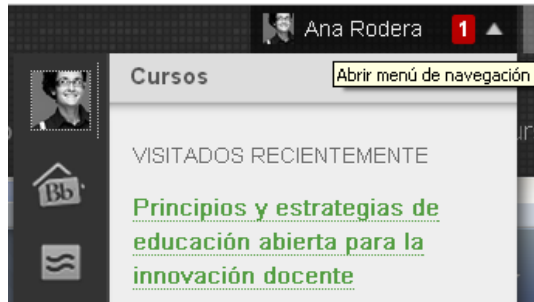 Ana Rodera 1
Cursos
Abrir menú de navegación
VISITADOS RECIENTEMENTE
Bb
Principios y estrategias de
educación abierta para la
innovación docente